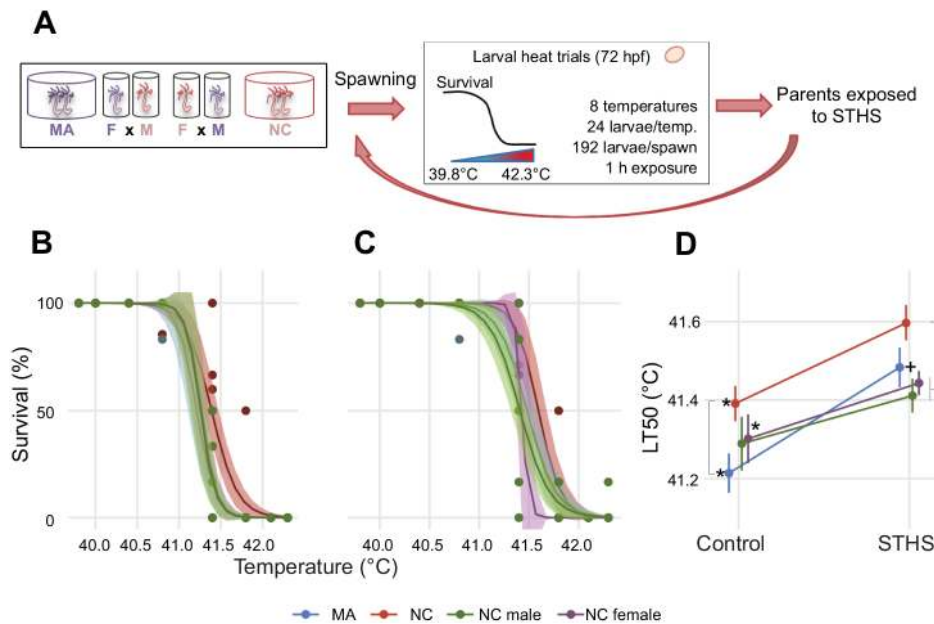 A
Spawning
MA
F x M
F x M
NC
Larval heat trials (72 hpf)
Survival
8 temperatures
24 larvae/temp.
192 larvae/spawn
1 h exposure
39.8°C
42.3°C
Parents exposed
to STHS
B
C
D
100
50
0
Survival (%)
40.0 40.5 41.0 41.5 42.0
40.0 40.5 41.0 41.5 42.0
Temperature (°C)
41.6
41.4
41.2
LT50 (°C)
*
*
*
+
Control
STHS
MA NC NC male NC female